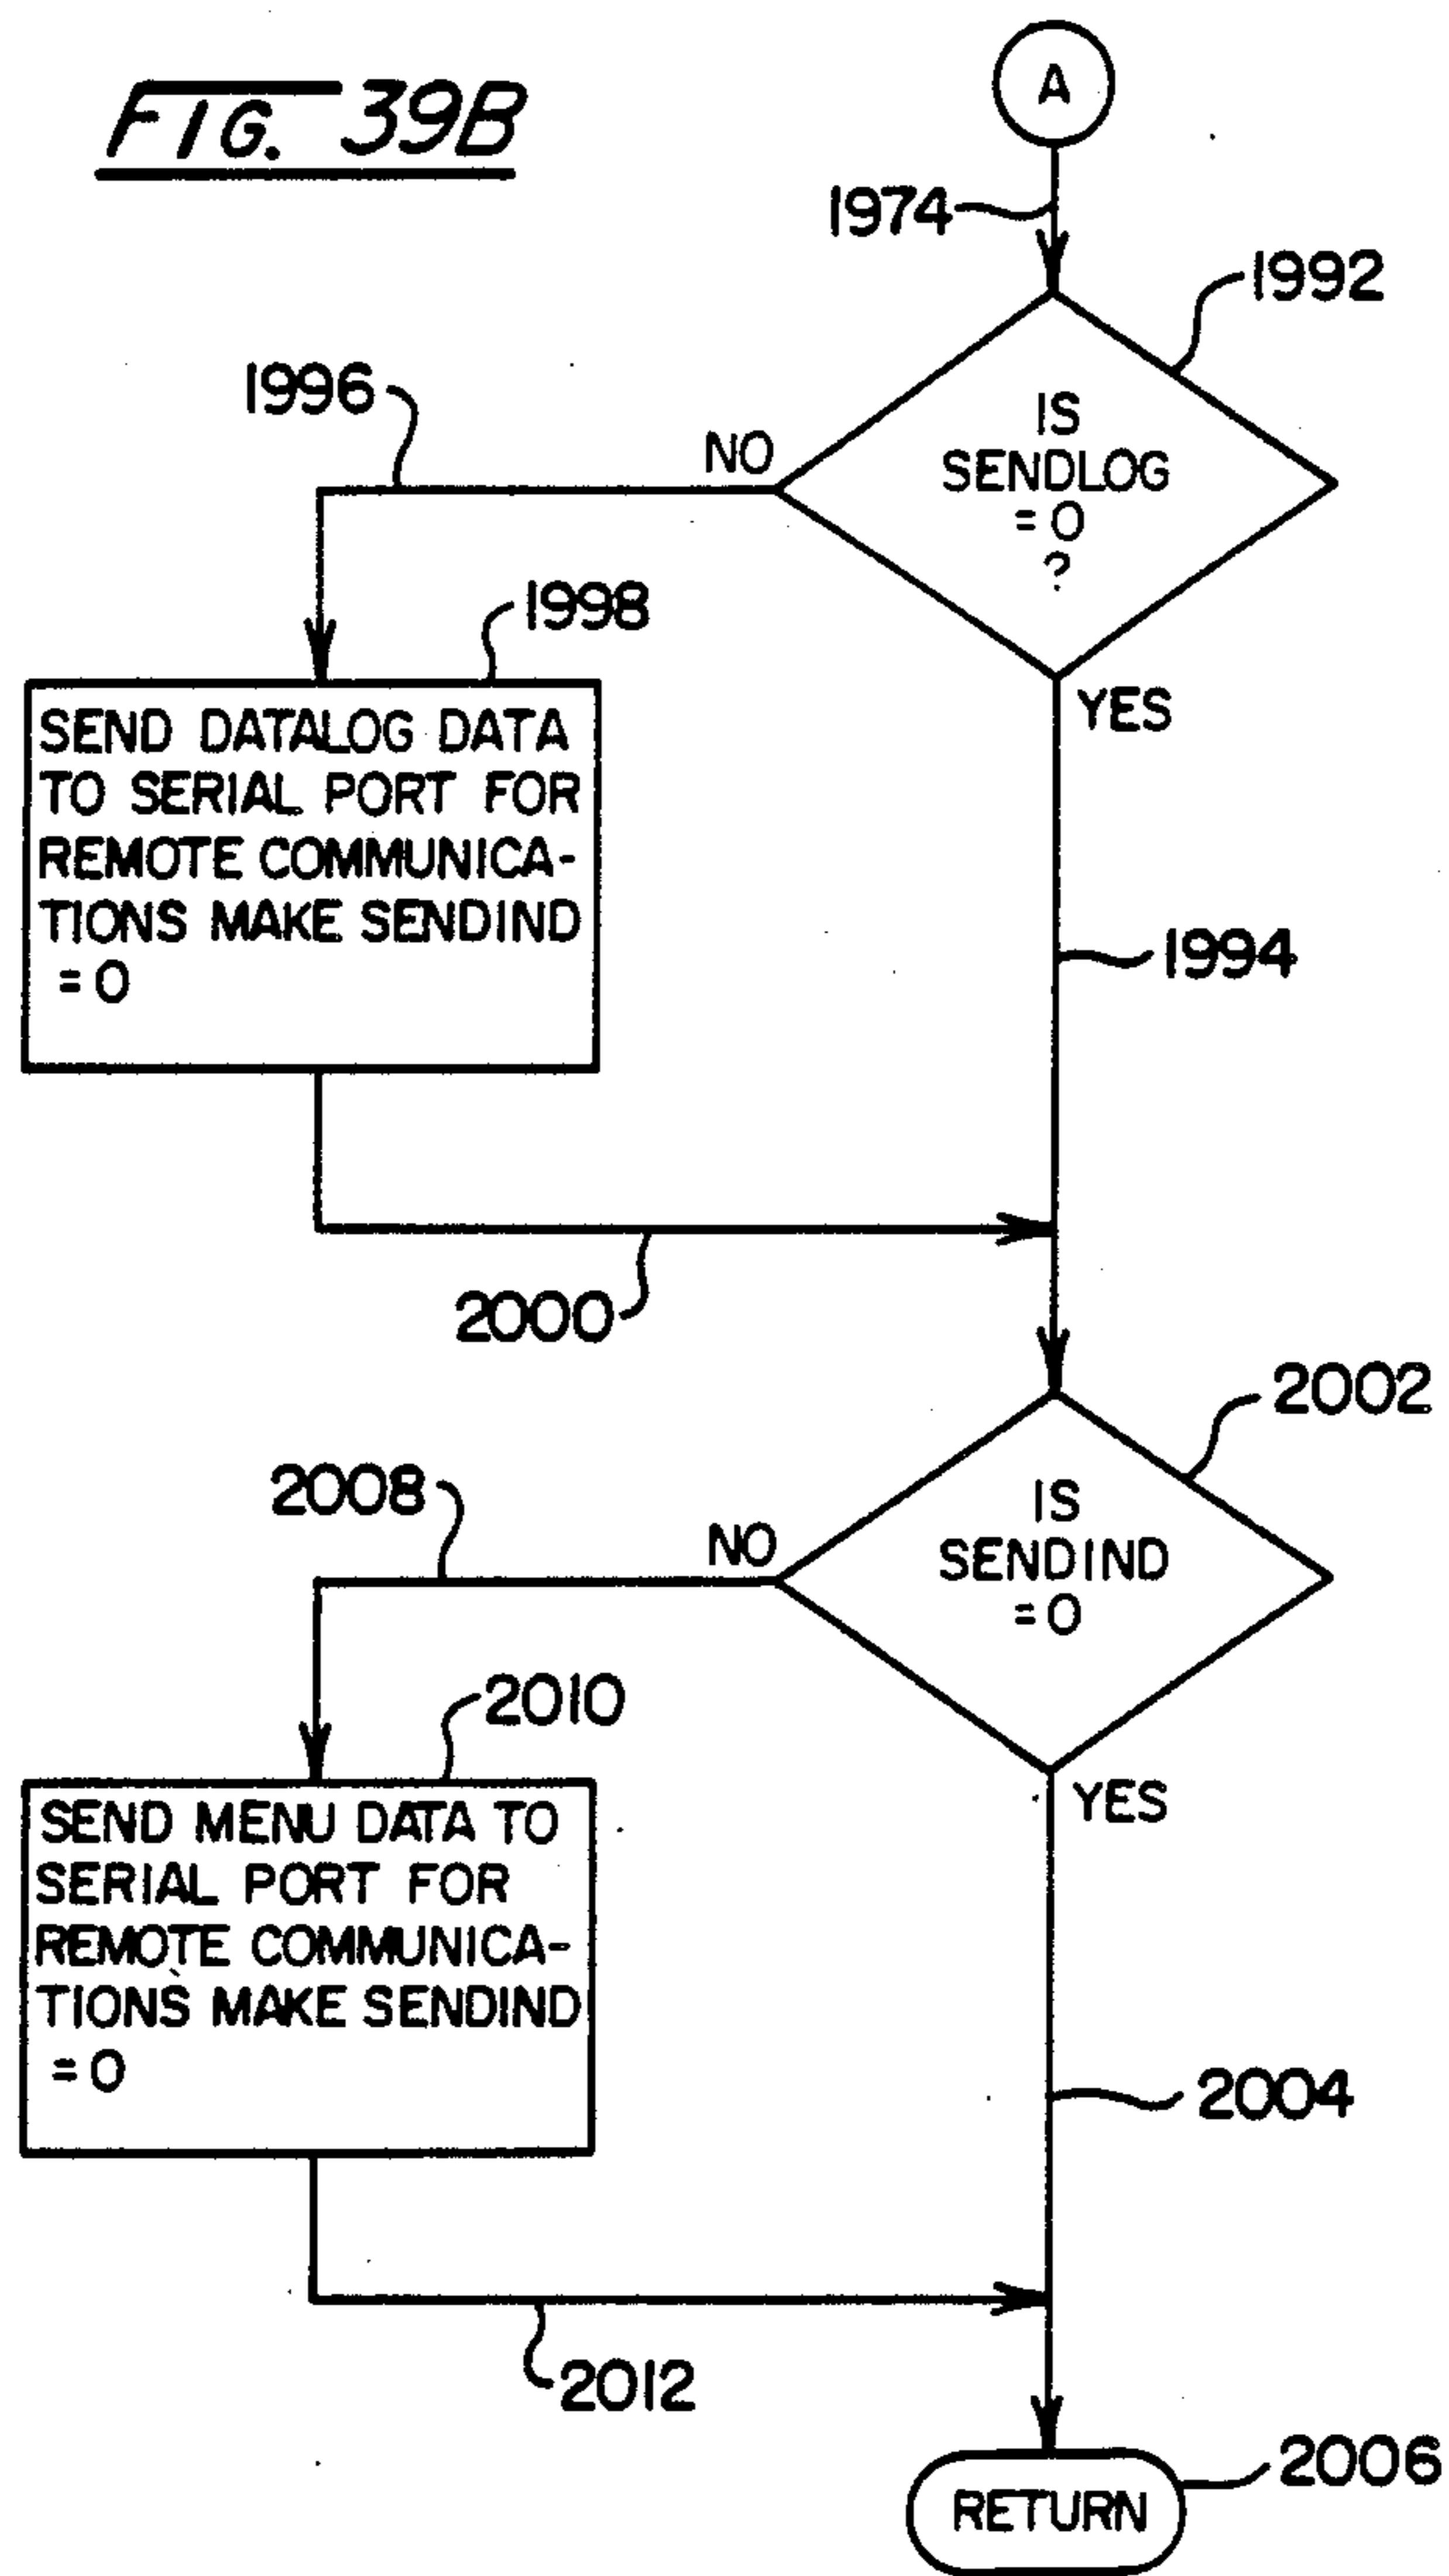 FIG. 39B
A
1974
1992
1996
NO
IS
SENDLOG
=0
?
1998
YES
SEND DATALOG DATA
TO SERIAL PORT FOR
REMOTE COMMUNICA-
TIONS MAKE SENDIND
=0
1994
2000
2002
2008
NO
IS
SENDIND
=0
2010
YES
SEND MENU DATA TO
SERIAL PORT FOR
REMOTE COMMUNICA-
TIONS MAKE SENDIND
=0
2004
2012
2006
RETURN